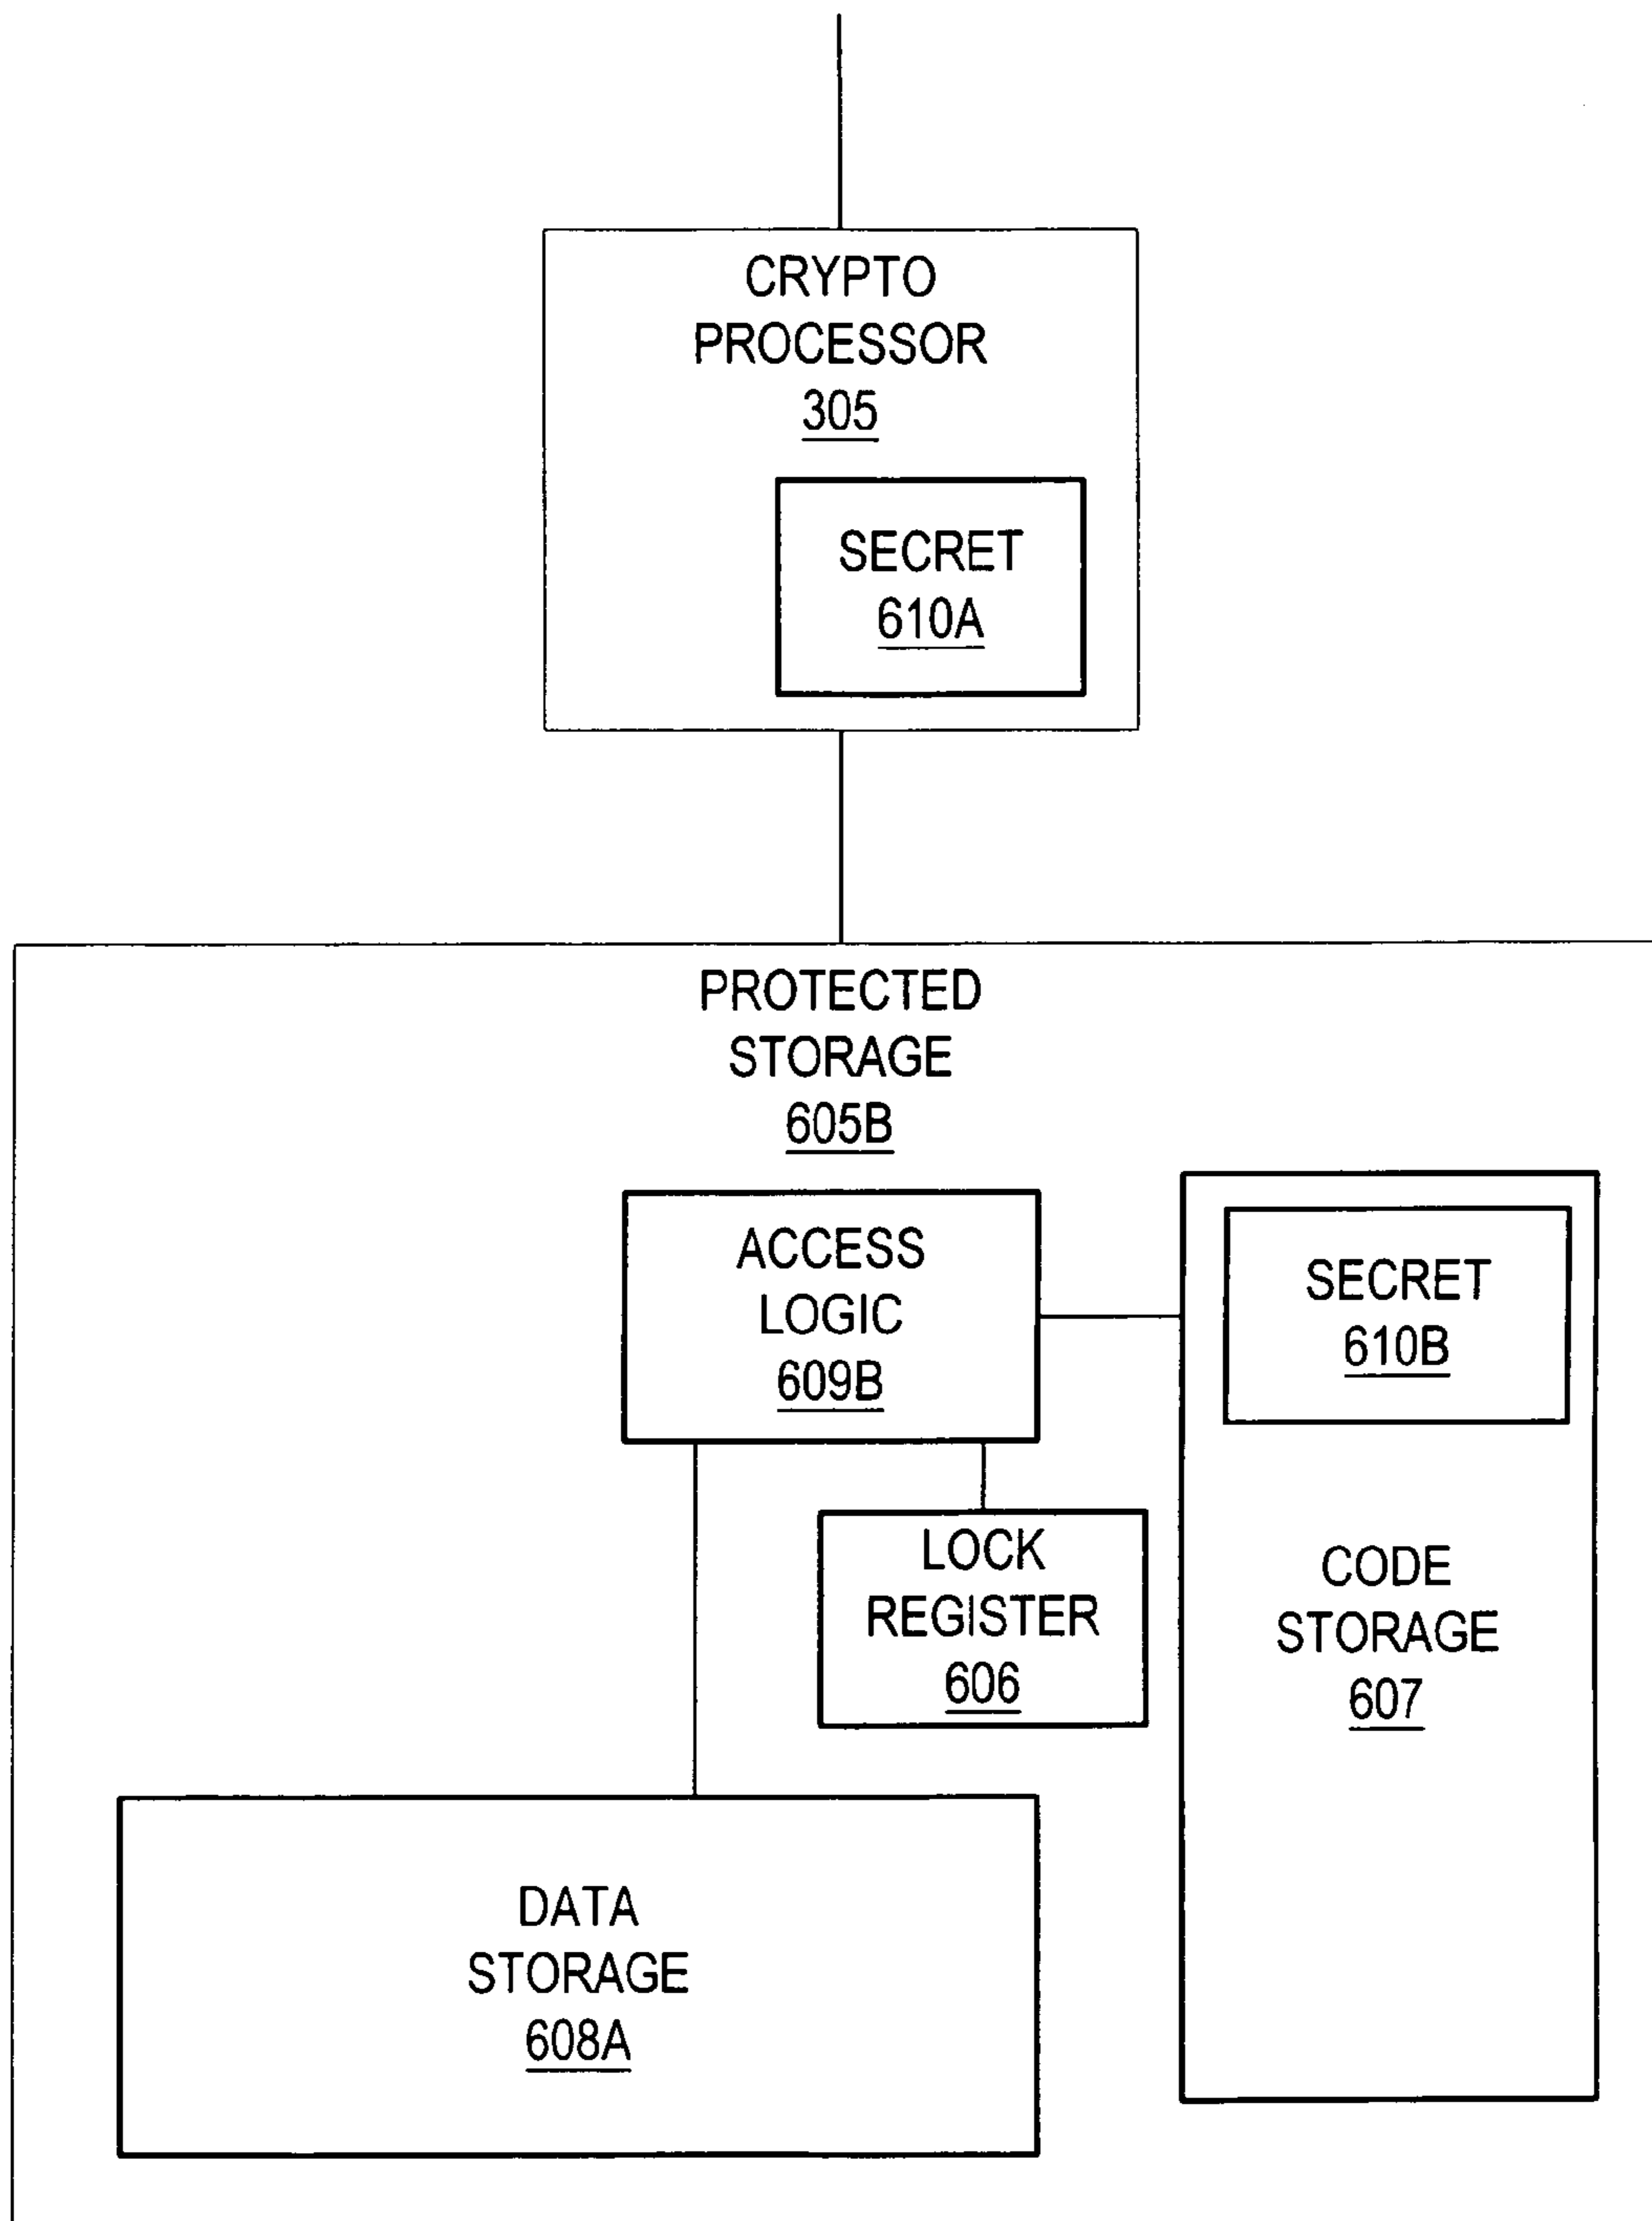 CRYPTO
PROCESSOR
305
SECRET
610A
PROTECTED
STORAGE
605B
ACCESS
LOGIC
609B
SECRET
610B
LOCK
REGISTER
606
CODE
STORAGE
607
DATA
STORAGE
608A